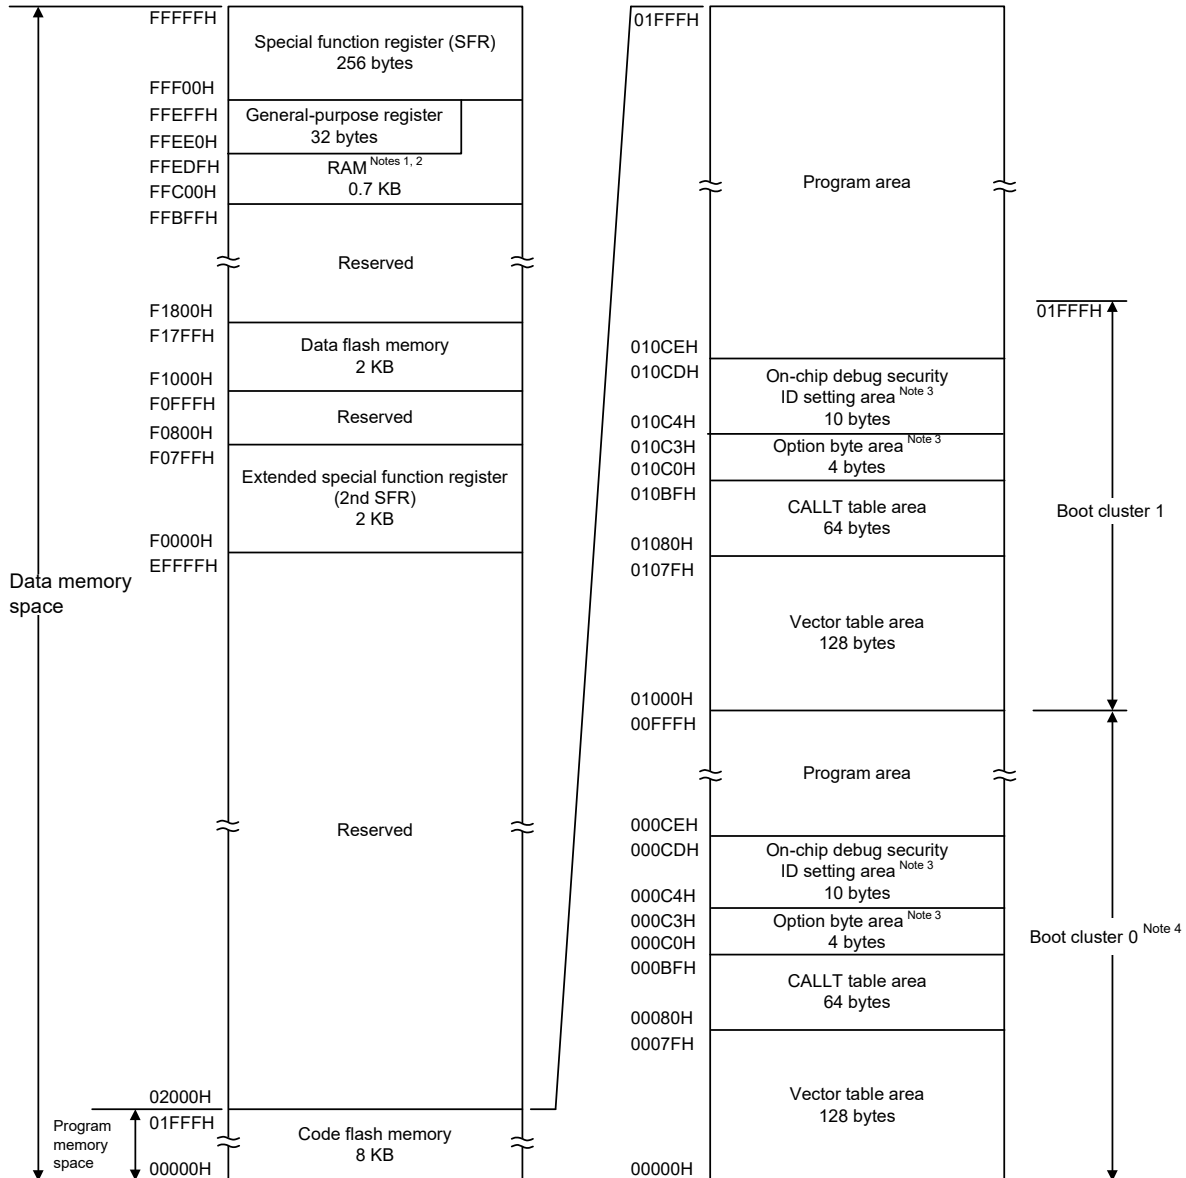 FFFFFH
Special function register (SFR)
256 bytes
FFF00H
FFEFFH
General-purpose register
32 bytes
FFEE0H
FFEDFH
RAM Notes 1, 2
0.7 KB
FFC00H
FFBFFH
Reserved
F1800H
F17FFH
Data flash memory
2 KB
F1000H
F0FFFH
Reserved
F0800H
F07FFH
Extended special function register
(2nd SFR)
2 KB
F0000H
EFFFFH
Data memory
space
Reserved
02000H
01FFFH
Program
memory
space
Code flash memory
8 KB
00000H
01FFFH
Program area
010CEH
010CDH
On-chip debug security
ID setting area Note 3
10 bytes
010C4H
010C3H
Option byte area Note 3
4 bytes
010C0H
010BFH
CALLT table area
64 bytes
01080H
0107FH
Vector table area
128 bytes
01000H
00FFFH
Program area
000CEH
000CDH
On-chip debug security
ID setting area Note 3
10 bytes
000C4H
000C3H
Option byte area Note 3
4 bytes
000C0H
000BFH
CALLT table area
64 bytes
00080H
0007FH
Vector table area
128 bytes
00000H
01FFFH
Boot cluster 1
Boot cluster 0 Note 4